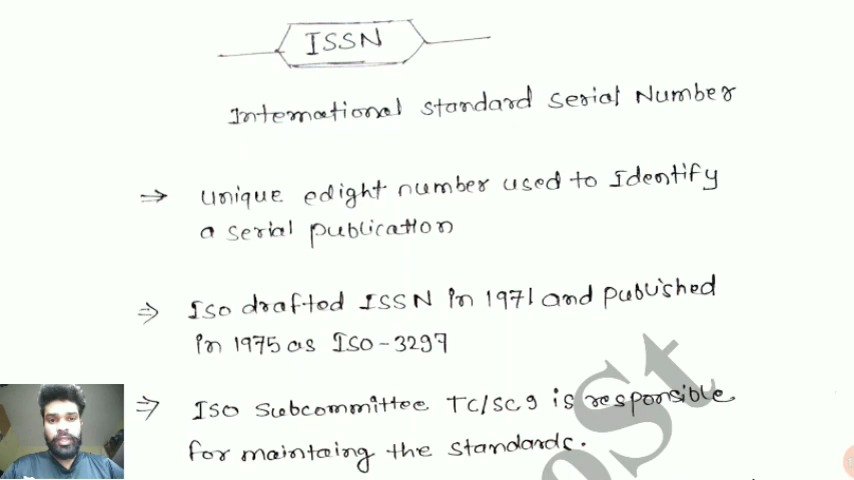 ISSN
International standard serial Number
unique edight number used to Identify
a serial publication
Iso drafted ISSN in 1971 and published
in 1975 as ISO-3297
ISO subcommittee TC/SC9 is responsible
for maintaing the standards.
ost